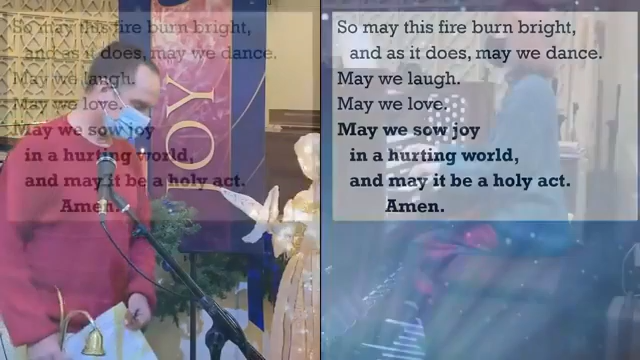 So may this fire burn bright,
and as it does, may we dance.
May we laugh.
May we love.
May we sow joy
in a hurting world,
and may it be a holy act.
Amen.
JOY
So may this fire burn bright,
and as it does, may we dance.
May we laugh.
May we love.
May we sow joy
in a hurting world,
and may it be a holy act.
Amen.